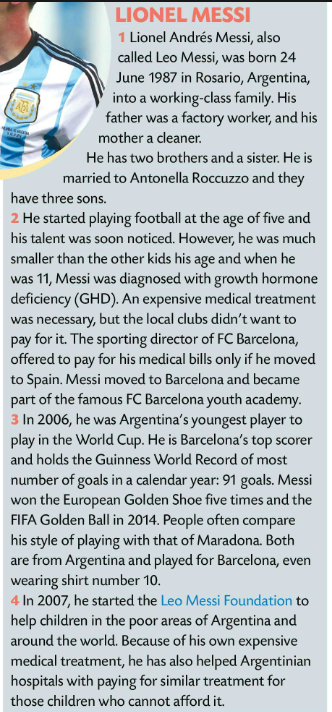 LIONEL MESSI
1 Lionel Andrés Messi, also
called Leo Messi, was born 24
June 1987 in Rosario, Argentina,
into a working-class family. His
father was a factory worker, and his
mother a cleaner.
He has two brothers and a sister. He is
married to Antonella Roccuzzo and they
have three sons.
2 He started playing football at the age of five and
his talent was soon noticed. However, he was much
smaller than the other kids his age and when he
was 11, Messi was diagnosed with growth hormone
deficiency (GHD). An expensive medical treatment
was necessary, but the local clubs didn't want to
pay for it. The sporting director of FC Barcelona,
offered to pay for his medical bills only if he moved
to Spain. Messi moved to Barcelona and became
part of the famous FC Barcelona youth academy.
3 In 2006, he was Argentina's youngest player to
play in the World Cup. He is Barcelona's top scorer
and holds the Guinness World Record of most
number of goals in a calendar year: 91 goals. Messi
won the European Golden Shoe five times and the
FIFA Golden Ball in 2014. People often compare
his style of playing with that of Maradona. Both
are from Argentina and played for Barcelona, even
wearing shirt number 10.
4 In 2007, he started the Leo Messi Foundation to
help children in the poor areas of Argentina and
around the world. Because of his own expensive
medical treatment, he has also helped Argentinian
hospitals with paying for similar treatment for
those children who cannot afford it.